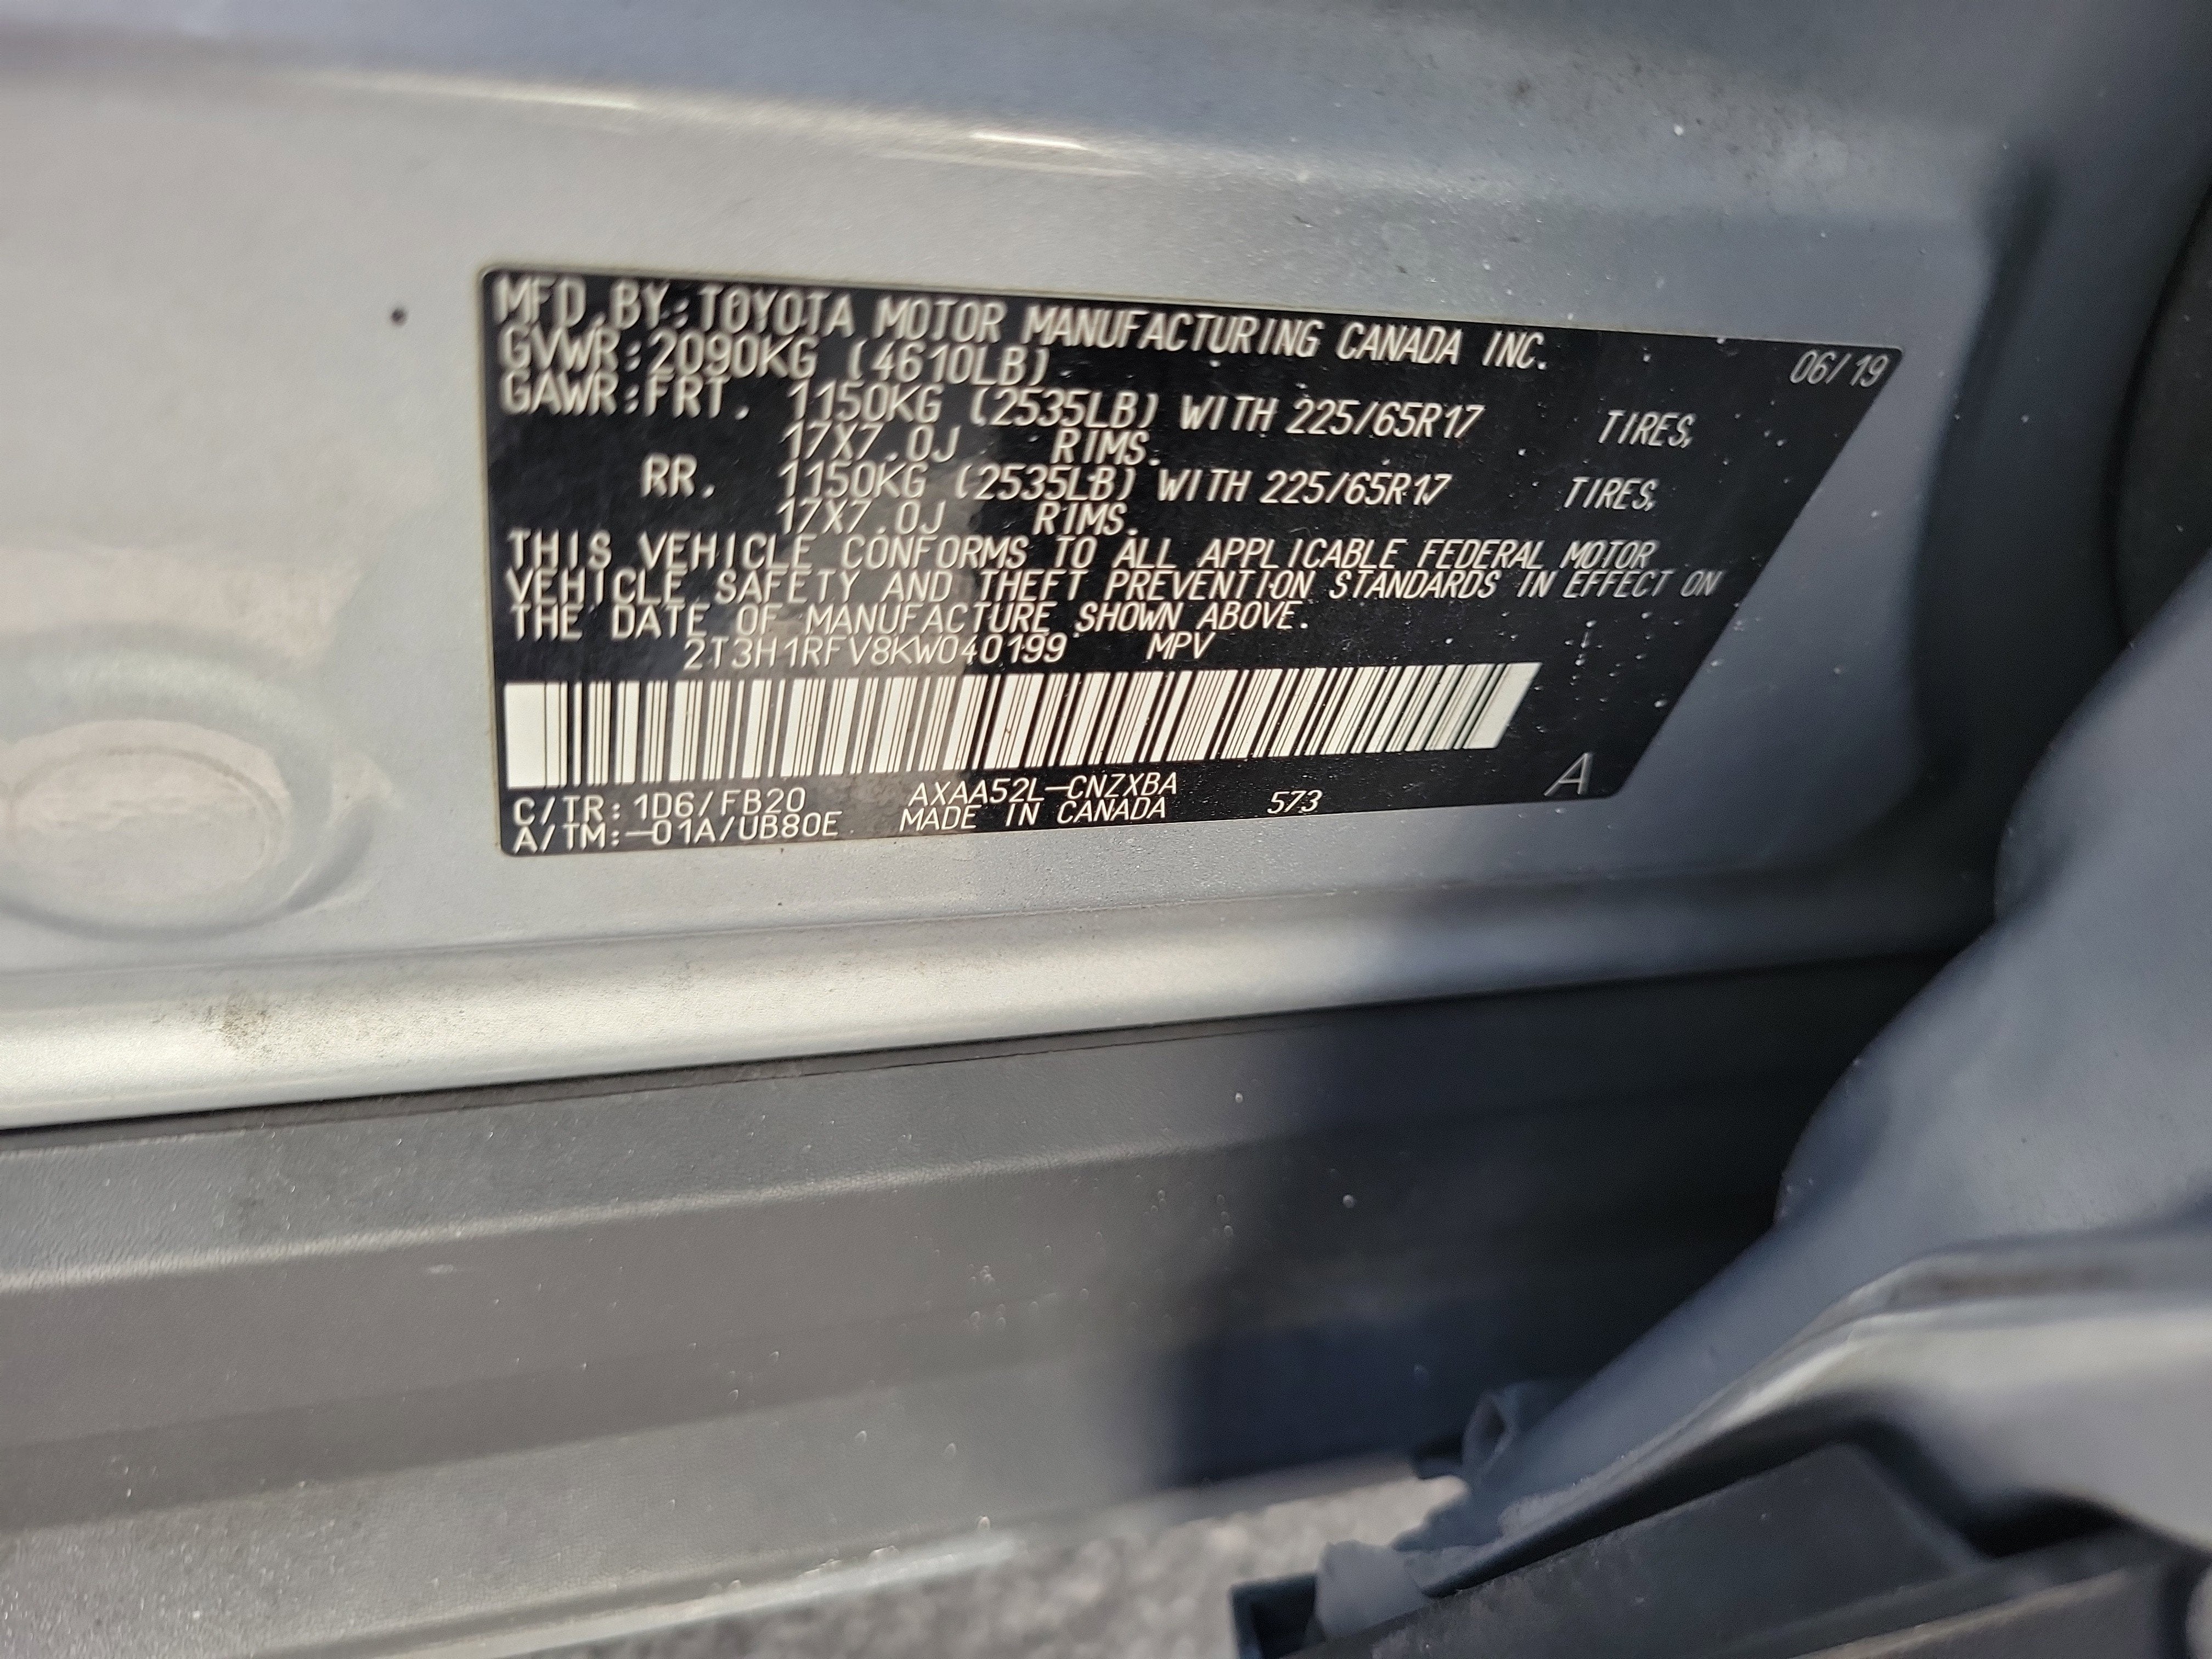 MFD.BY:TOYOTA MOTOR MANUFACTURING CANADA INC. 06/19
GVWR:2090KG (4610LB)
GAWR:FRT. 1150KG (2535LB) WITH 225/65R17 TIRES,
17X7.0J RIMS.
RR. 1150KG (2535LB) WITH 225/65R17 TIRES,
17X7.0J RIMS.
THIS VEHICLE CONFORMS TO ALL APPLICABLE FEDERAL MOTOR
VEHICLE SAFETY AND THEFT PREVENTION STANDARDS IN EFFECT ON
THE DATE OF MANUFACTURE SHOWN ABOVE.
2T3H1RFV8KW040199 MPV
C/TR:1D6/FB20 AXAA52L-CNZXBA 573 A
A/TM:-01A/UB80E MADE IN CANADA